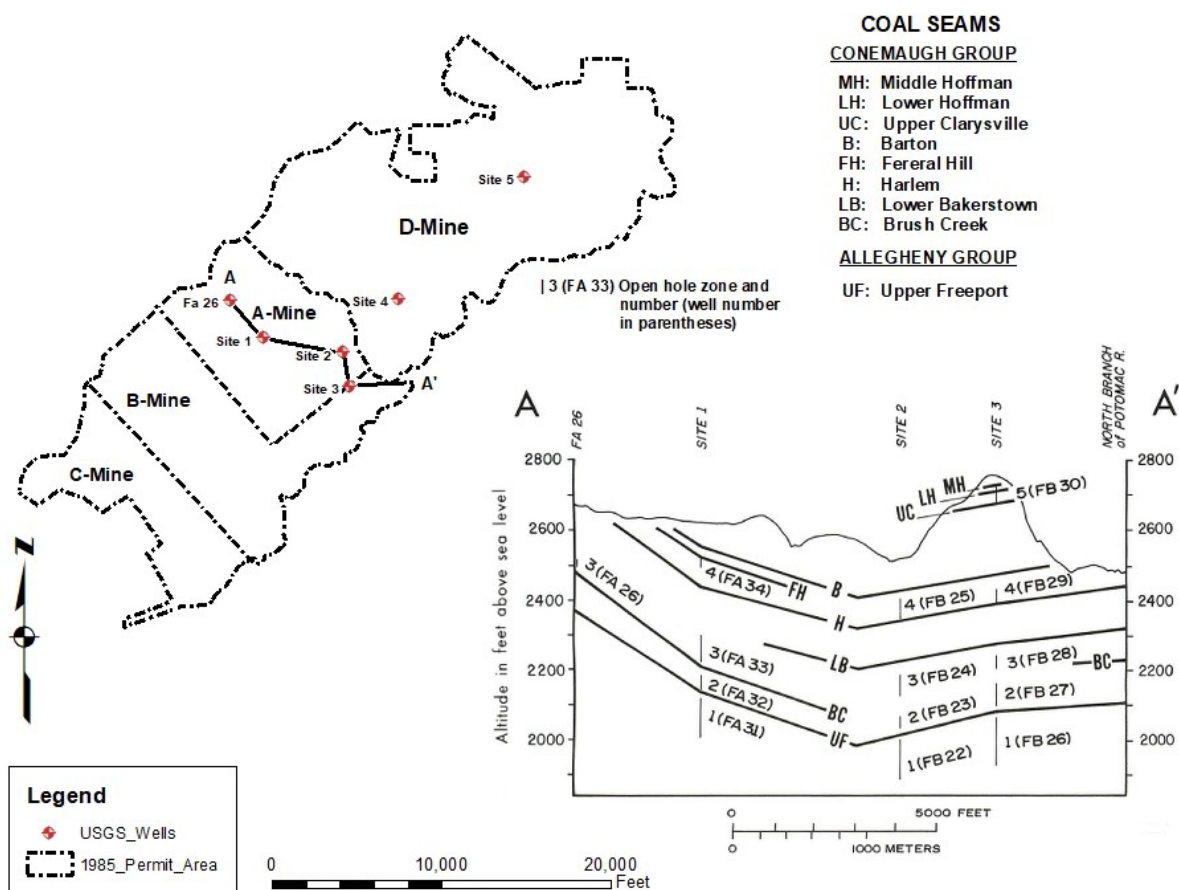 COAL SEAMS
CONEMAUGH GROUP
MH: Middle Hoffman
LH: Lower Hoffman
UC: Upper Clarysville
B: Barton
FH: Fereral Hill
H: Harlem
LB: Lower Bakerstown
BC: Brush Creek
ALLEGHENY GROUP
UF: Upper Freeport
Site 5
D-Mine
| 3 (FA 33) Open hole zone and
number (well number
in parentheses)
A
Fa 26
A-Mine
Site 4
Site 1
Site 2
Site 3
A'
B-Mine
C-Mine
Z
A
FA 26
SITE 1
SITE 2
SITE 3
NORTH BRANCH
of POTOMAC R.
A'
Altitude in feet above sea level
2800
2600
2400
2200
2000
2800
2600
2400
2200
2000
UC
LH
MH
5(FB 30)
3(FA 26)
4(FA 34)
FH
B
4(FB 25)
4(FB 29)
H
3(FA 33)
LB
3(FB 24)
3(FB 28)
BC
2(FA 32)
BC
2(FB 23)
2(FB 27)
1(FA31)
UF
1(FB 22)
1(FB 26)
0
5000 FEET
0
1000 METERS
Legend
USGS_Wells
1985_Permit_Area
0
10,000
20,000
Feet